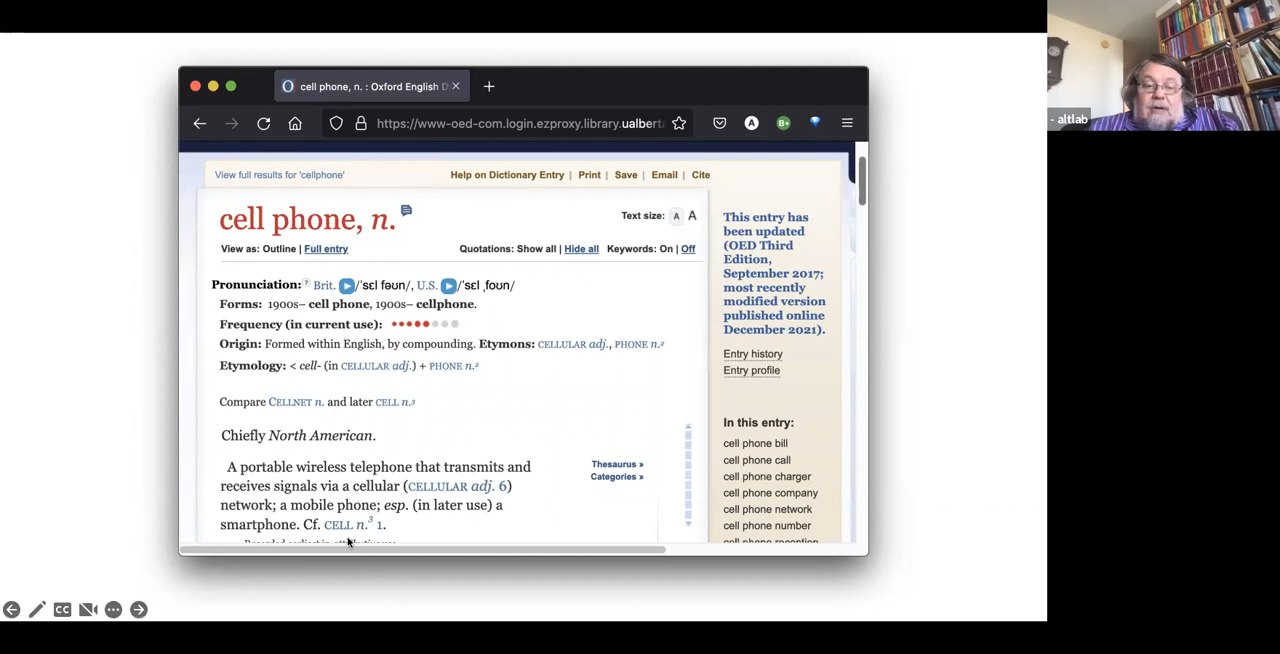 cell phone, n. : Oxford English D
https://www-oed-com.login.ezproxy.library.ualberta
B+
View full results for 'cellphone'
Help on Dictionary Entry | Print | Save | Email | Cite
cell phone, n.
Text size: A A
View as: Outline | Full entry
Quotations: Show all | Hide all Keywords: On | Off
Pronunciation: ? Brit. /ˈsɛl fəʊn/, U.S. /ˈsɛl ˌfoʊn/
Forms: 1900s– cell phone, 1900s– cellphone.
Frequency (in current use):
Origin: Formed within English, by compounding. Etymons: CELLULAR adj., PHONE n.²
Etymology: < cell- (in CELLULAR adj.) + PHONE n.²
Compare CELLNET n. and later CELL n.³
Chiefly North American.
A portable wireless telephone that transmits and
receives signals via a cellular (CELLULAR adj. 6)
network; a mobile phone; esp. (in later use) a
smartphone. Cf. CELL n.³ 1.
Thesaurus »
Categories »
This entry has
been updated
(OED Third
Edition,
September 2017;
most recently
modified version
published online
December 2021).
Entry history
Entry profile
In this entry:
cell phone bill
cell phone call
cell phone charger
cell phone company
cell phone network
cell phone number
cell phone reception
CC
- altlab